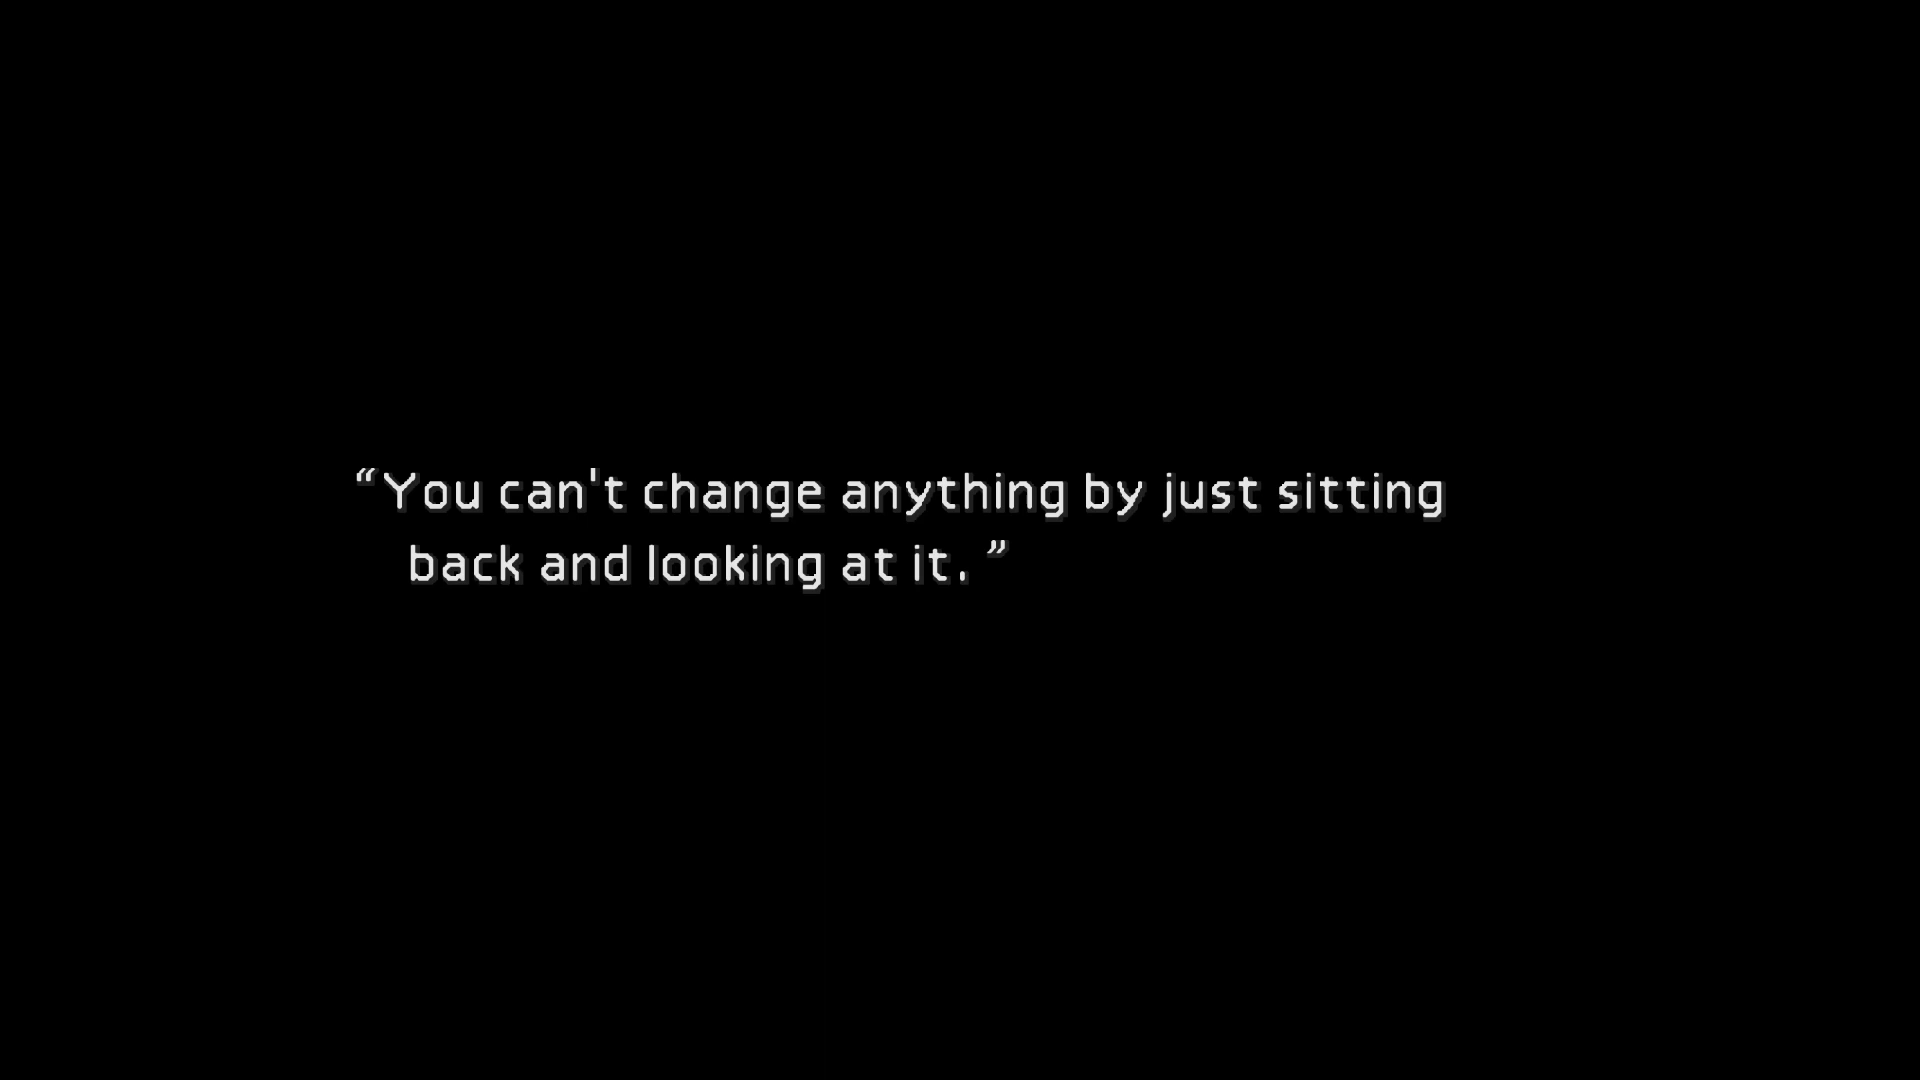 “You can't change anything by just sitting
back and looking at it.”